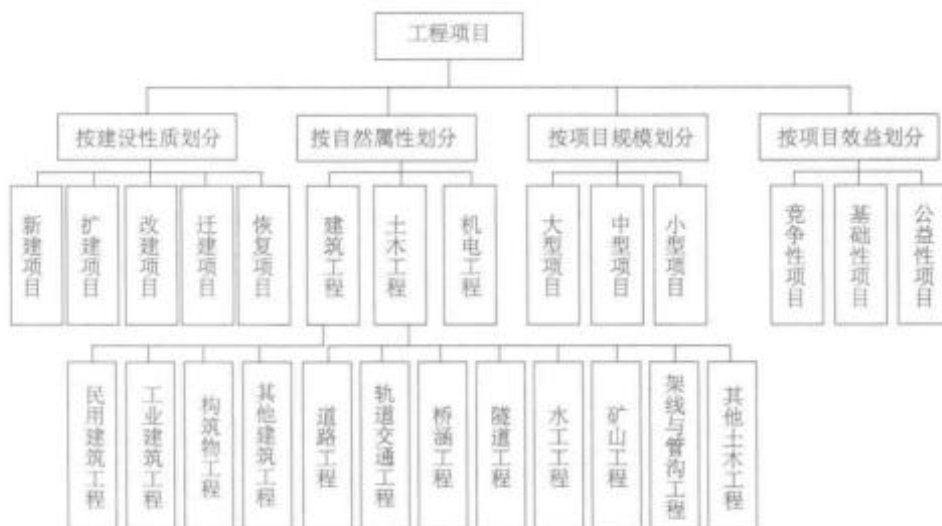 工程项目
按建设性质划分
按自然属性划分
按项目规模划分
按项目效益划分
新建项目
扩建项目
改建项目
迁建项目
恢复项目
建筑工程
土木工程
机电工程
大型项目
中型项目
小型项目
竞争性项目
基础性项目
公益性项目
民用建筑工程
工业建筑工程
构筑物工程
其他建筑工程
道路工程
轨道交通工程
桥涵工程
隧道工程
水工工程
矿山工程
架线与管沟工程
其他土木工程